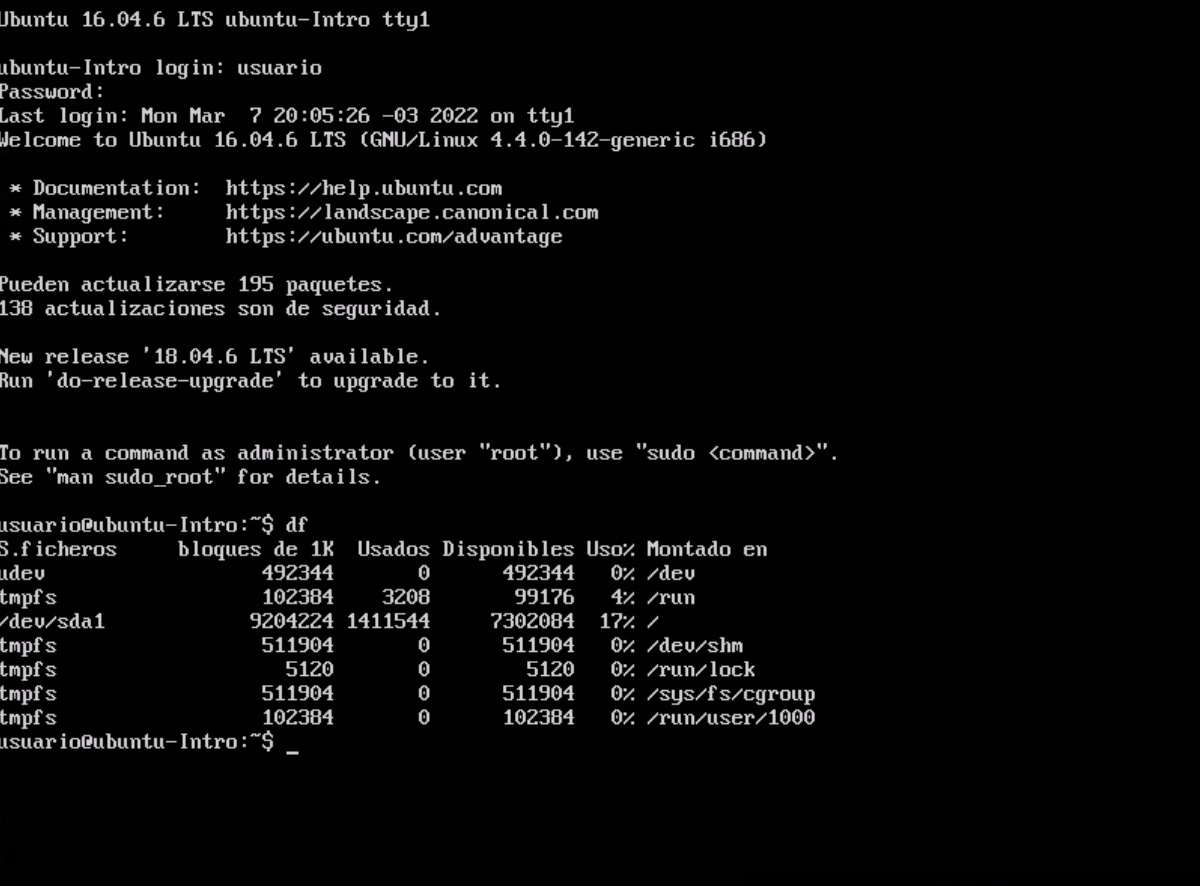 Ubuntu 16.04.6 LTS ubuntu-Intro tty1
ubuntu-Intro login: usuario
Password:
Last login: Mon Mar  7 20:05:26 -03 2022 on tty1
Welcome to Ubuntu 16.04.6 LTS (GNU/Linux 4.4.0-142-generic i686)
 * Documentation:  https://help.ubuntu.com
 * Management:     https://landscape.canonical.com
 * Support:        https://ubuntu.com/advantage
Pueden actualizarse 195 paquetes.
138 actualizaciones son de seguridad.
New release '18.04.6 LTS' available.
Run 'do-release-upgrade' to upgrade to it.
To run a command as administrator (user "root"), use "sudo <command>".
See "man sudo_root" for details.
usuario@ubuntu-Intro:~$ df
S.ficheros     bloques de 1K  Usados Disponibles Uso% Montado en
udev                  492344       0      492344   0% /dev
tmpfs                 102384    3208       99176   4% /run
/dev/sda1            9204224 1411544     7302084  17% /
tmpfs                 511904       0      511904   0% /dev/shm
tmpfs                   5120       0        5120   0% /run/lock
tmpfs                 511904       0      511904   0% /sys/fs/cgroup
tmpfs                 102384       0      102384   0% /run/user/1000
usuario@ubuntu-Intro:~$ _